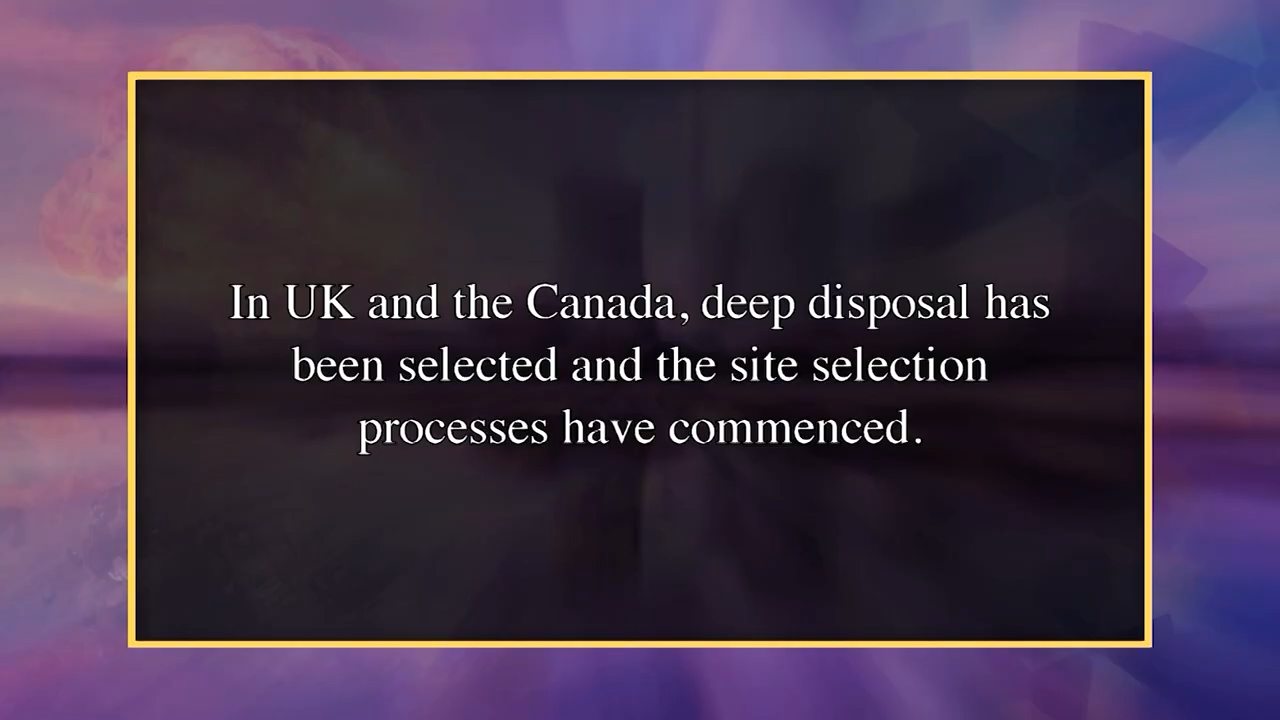 In UK and the Canada, deep disposal has
been selected and the site selection
processes have commenced.